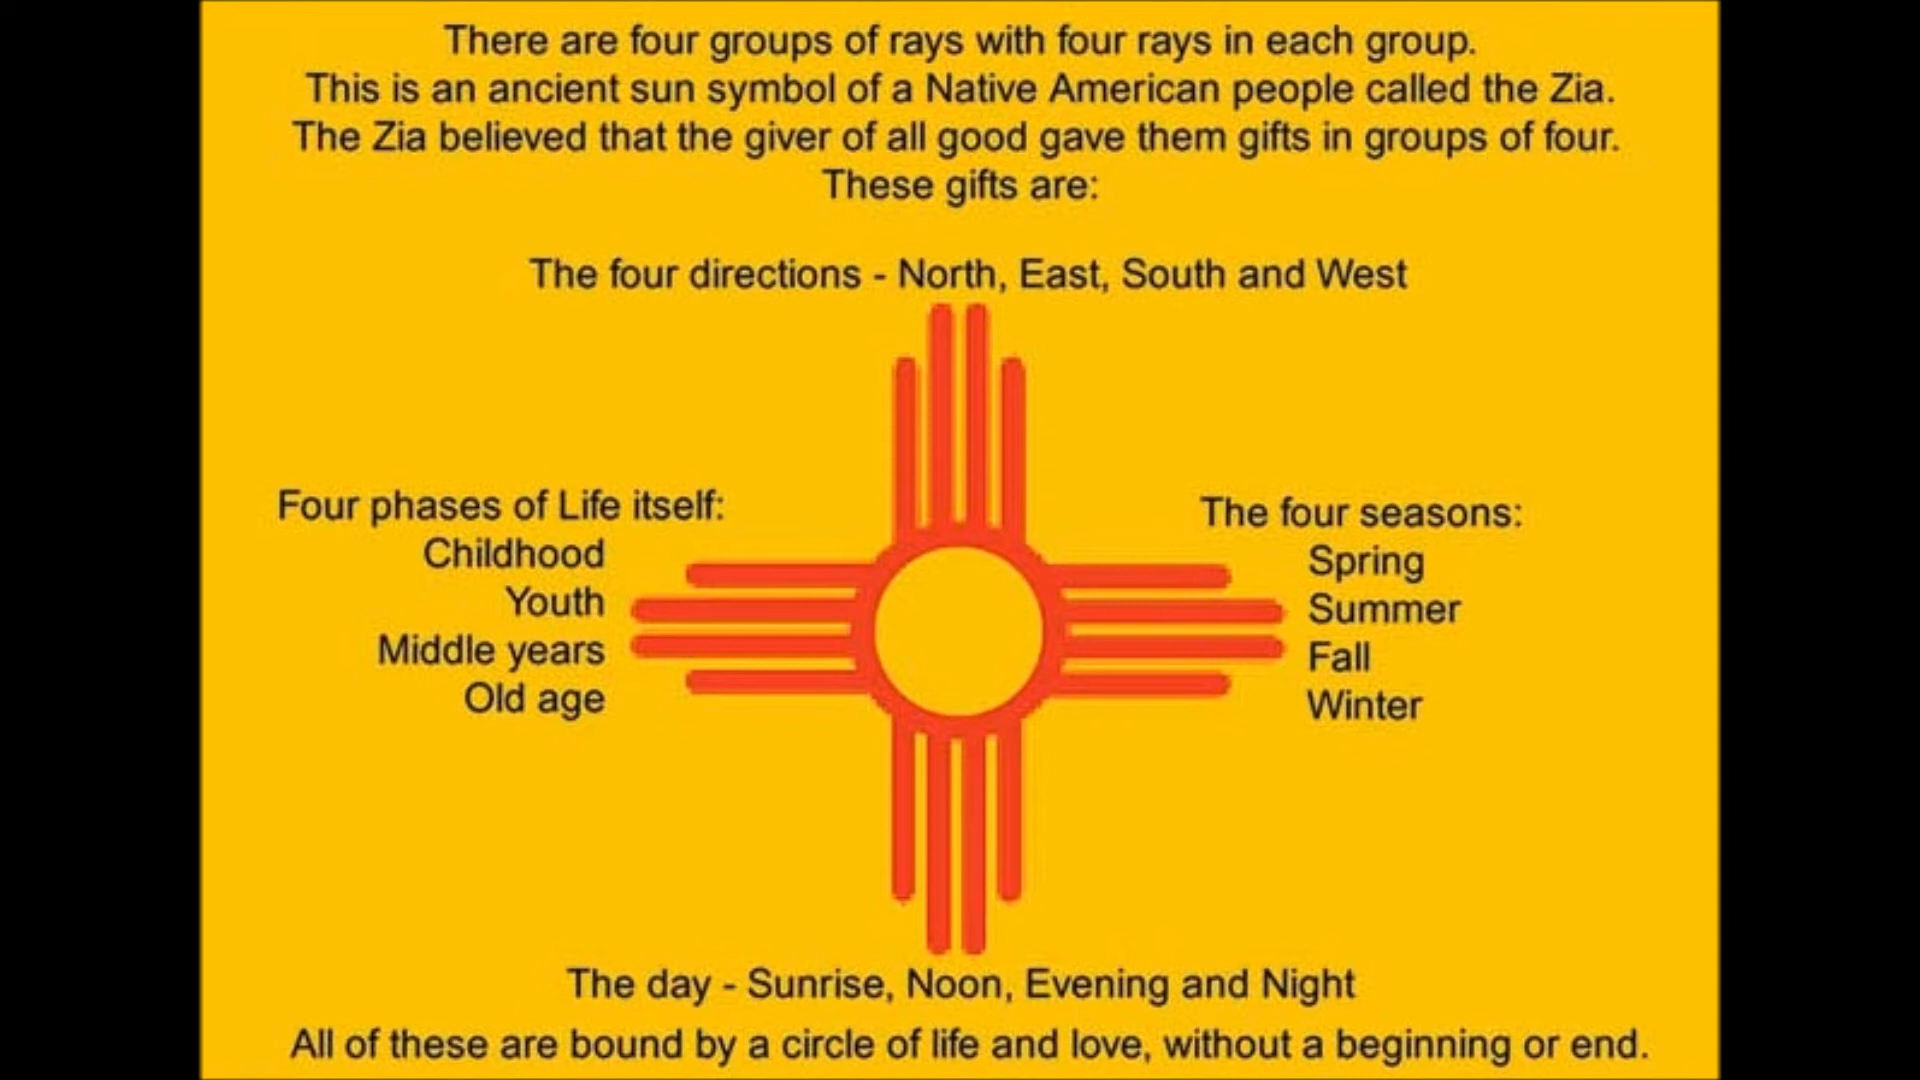 There are four groups of rays with four rays in each group.
This is an ancient sun symbol of a Native American people called the Zia.
The Zia believed that the giver of all good gave them gifts in groups of four.
These gifts are:
The four directions - North, East, South and West
Four phases of Life itself:
Childhood
Youth
Middle years
Old age
The four seasons:
Spring
Summer
Fall
Winter
The day - Sunrise, Noon, Evening and Night
All of these are bound by a circle of life and love, without a beginning or end.